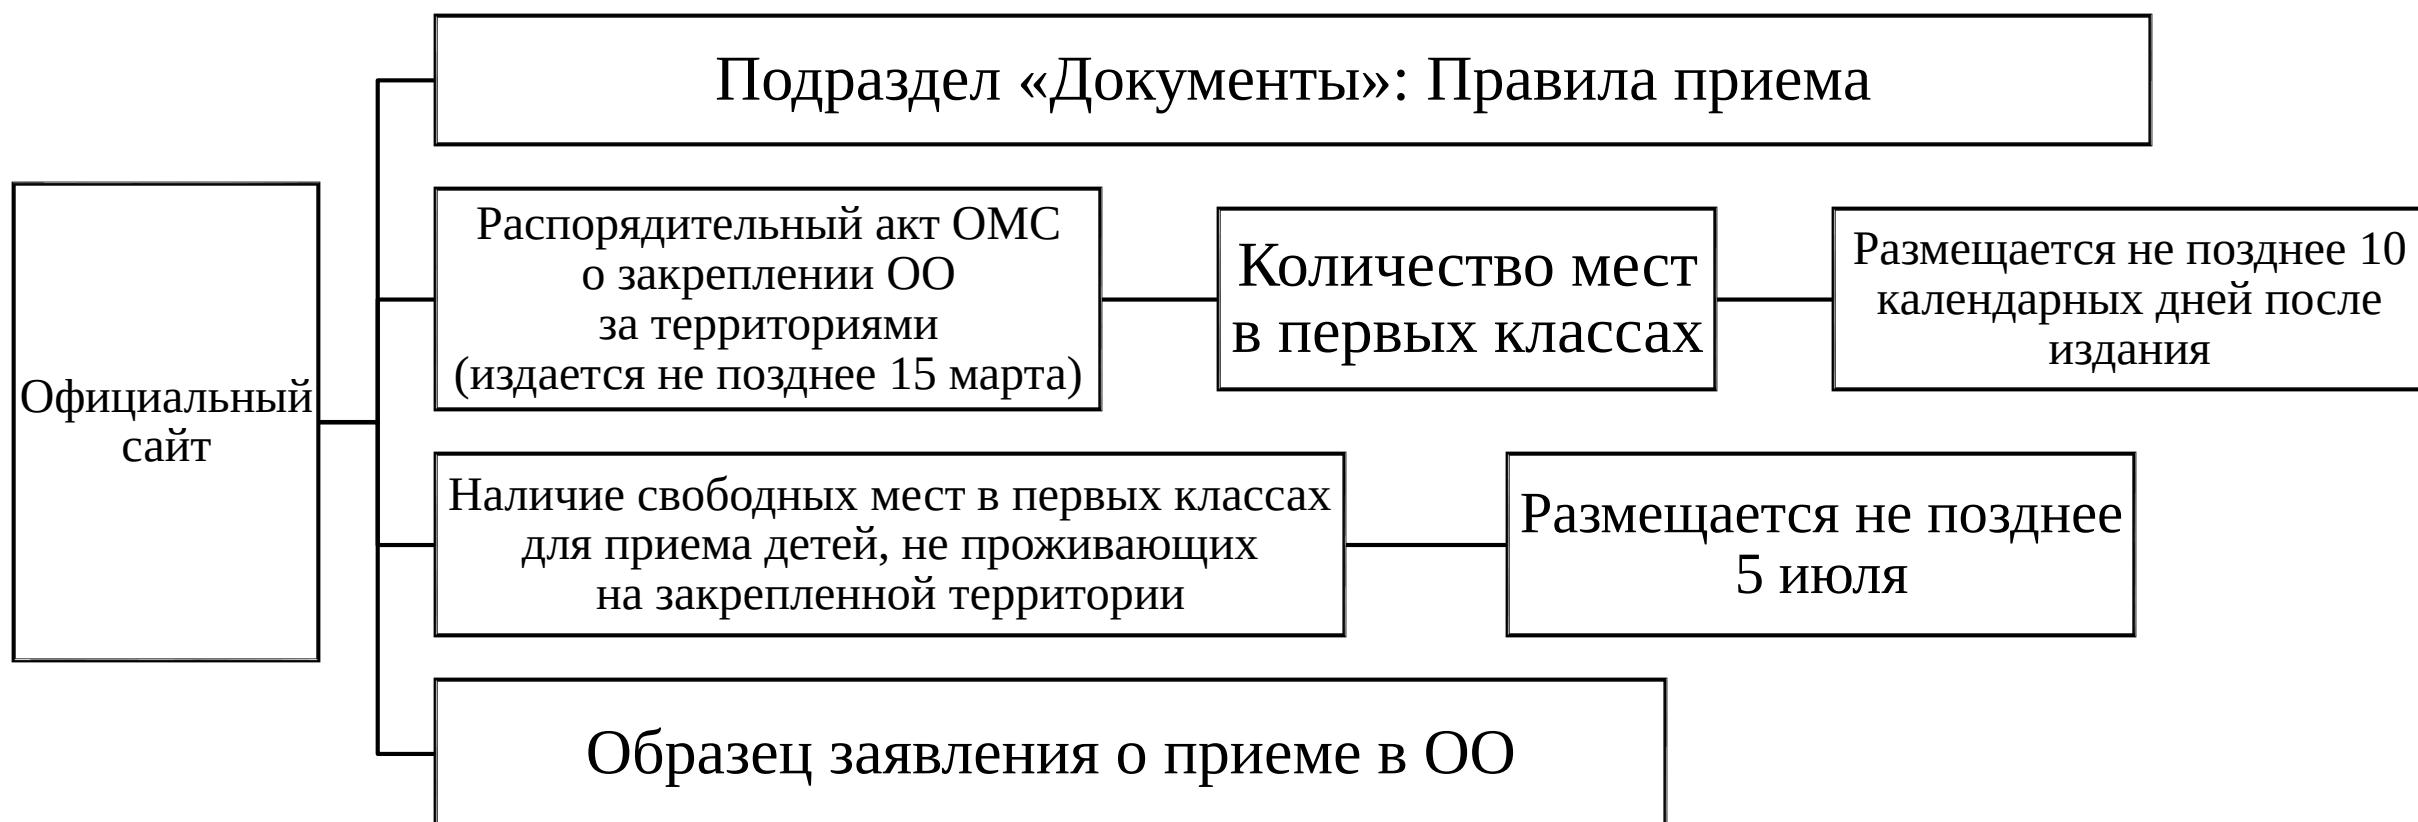 Подраздел «Документы»: Правила приема
Официальный
сайт
Распорядительный акт ОМС
о закреплении ОО
за территориями
(издается не позднее 15 марта)
Количество мест
в первых классах
Размещается не позднее 10
календарных дней после
издания
Наличие свободных мест в первых классах
для приема детей, не проживающих
на закрепленной территории
Размещается не позднее
5 июля
Образец заявления о приеме в ОО